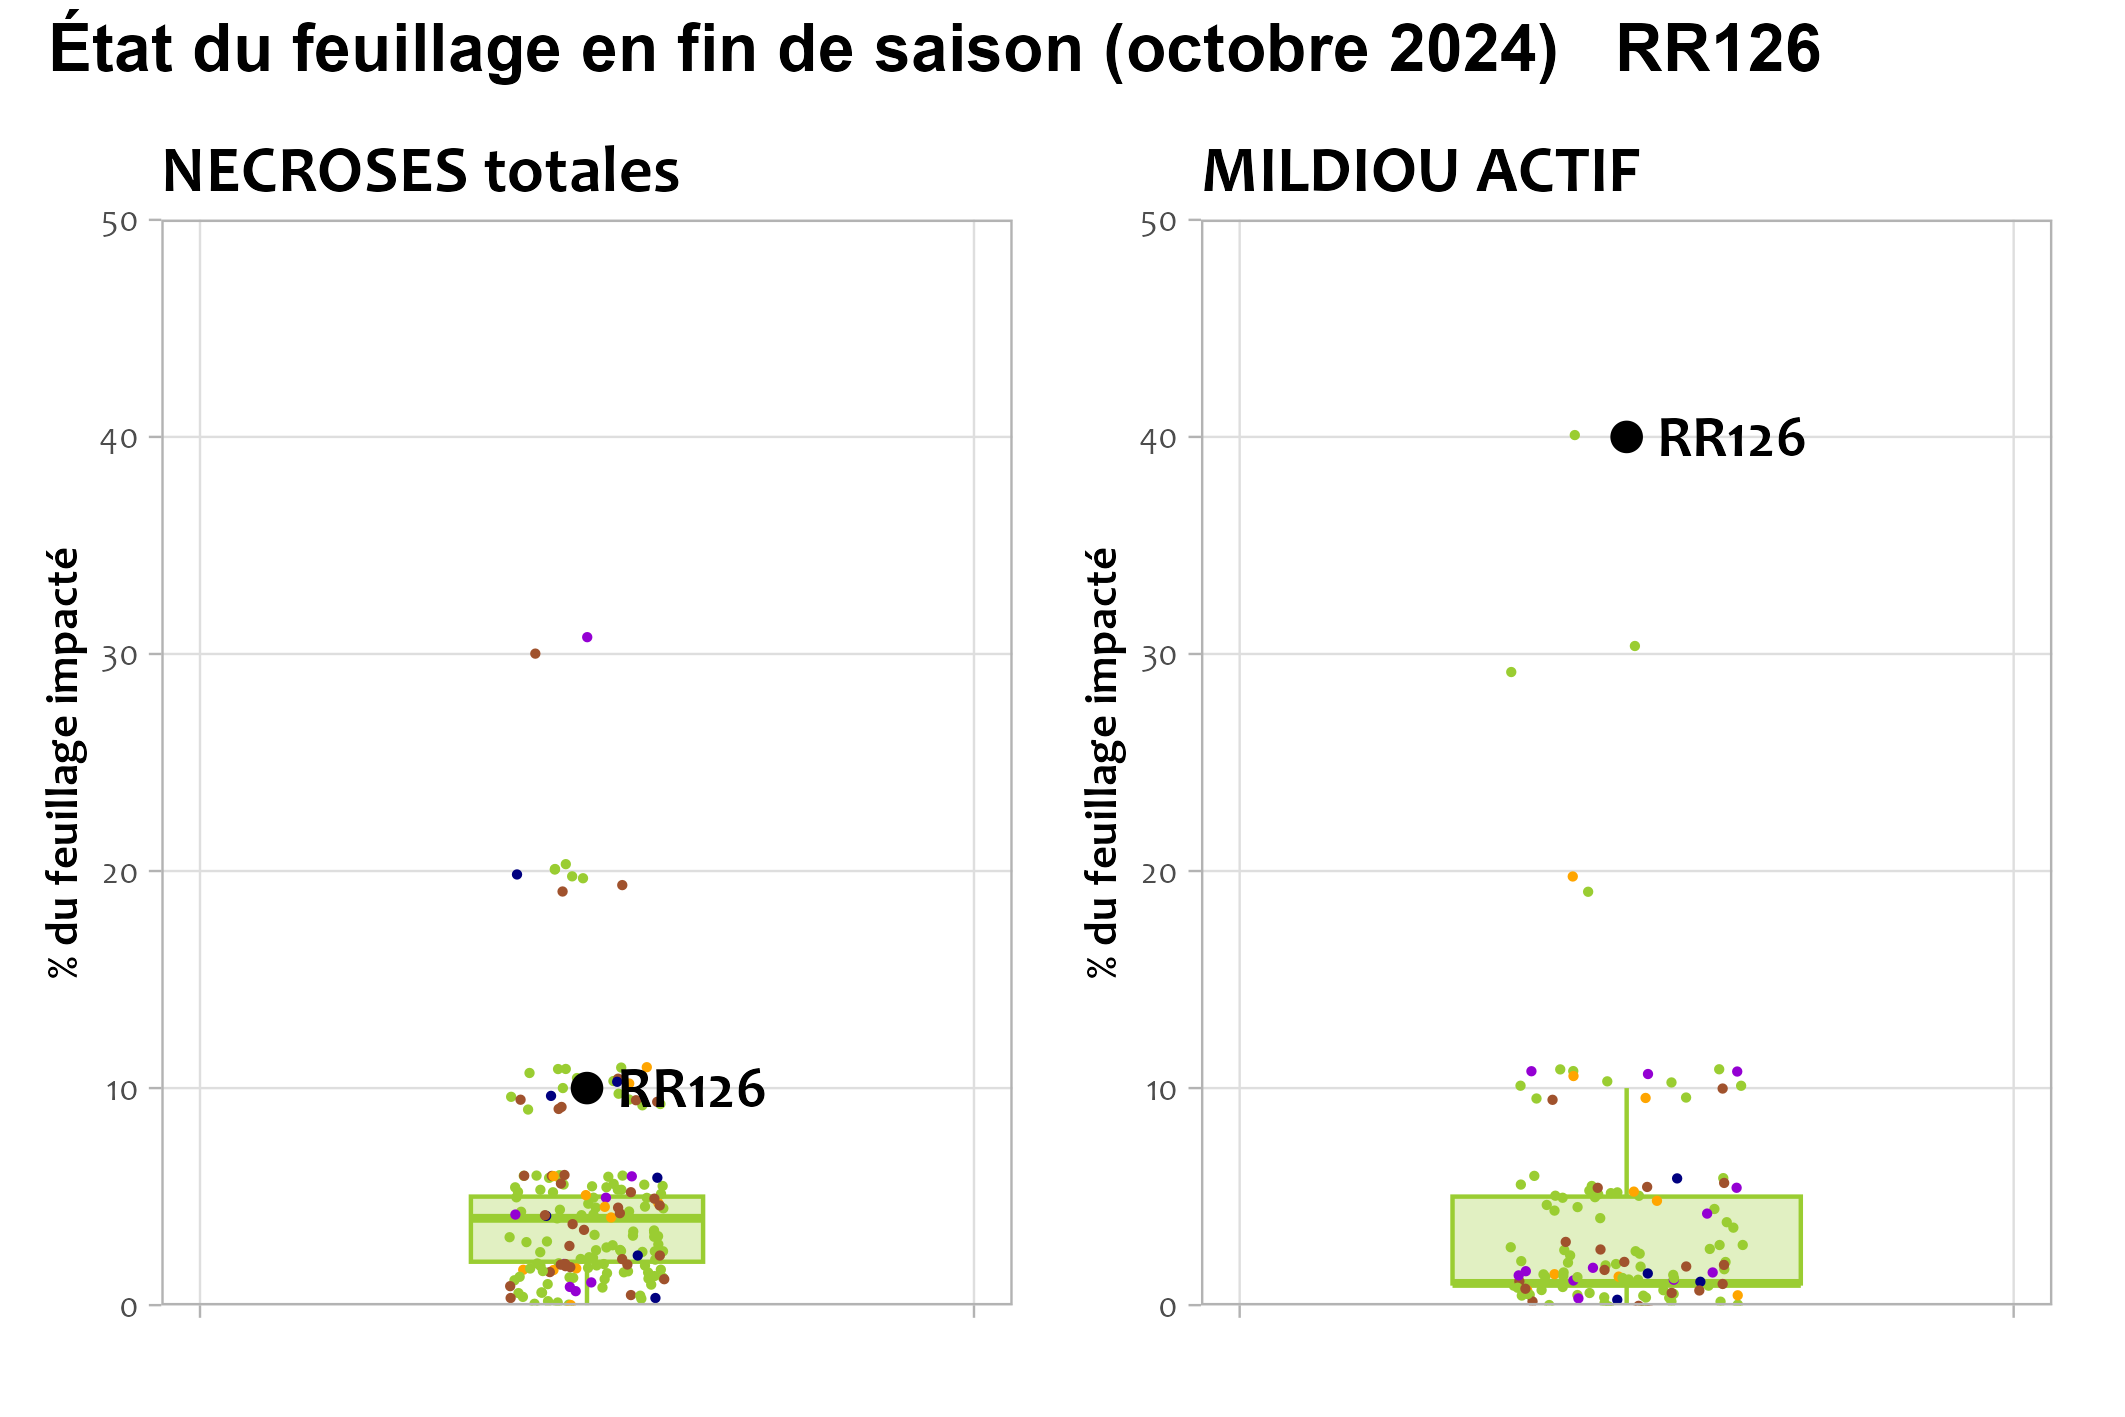 État du feuillage en fin de saison (octobre 2024) RR126
NECROSES totales
% du feuillage impacté
50
40
30
20
10
0
RR126
MILDIOU ACTIF
% du feuillage impacté
50
40
30
20
10
0
RR126